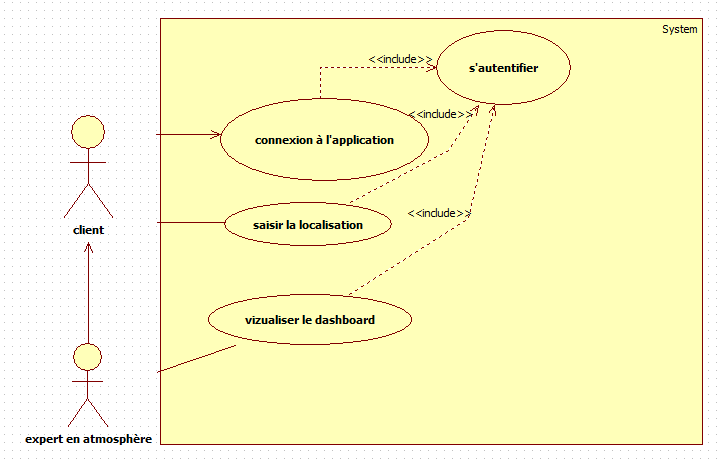 System
<<include>>
s'autentifier
<<include>>
connexion à l'application
<<include>>
saisir la localisation
client
vizualiser le dashboard
expert en atmosphère